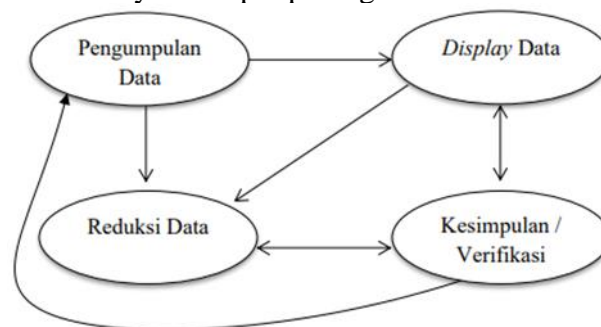 Pengumpulan
Data
Display Data
Reduksi Data
Kesimpulan /
Verifikasi